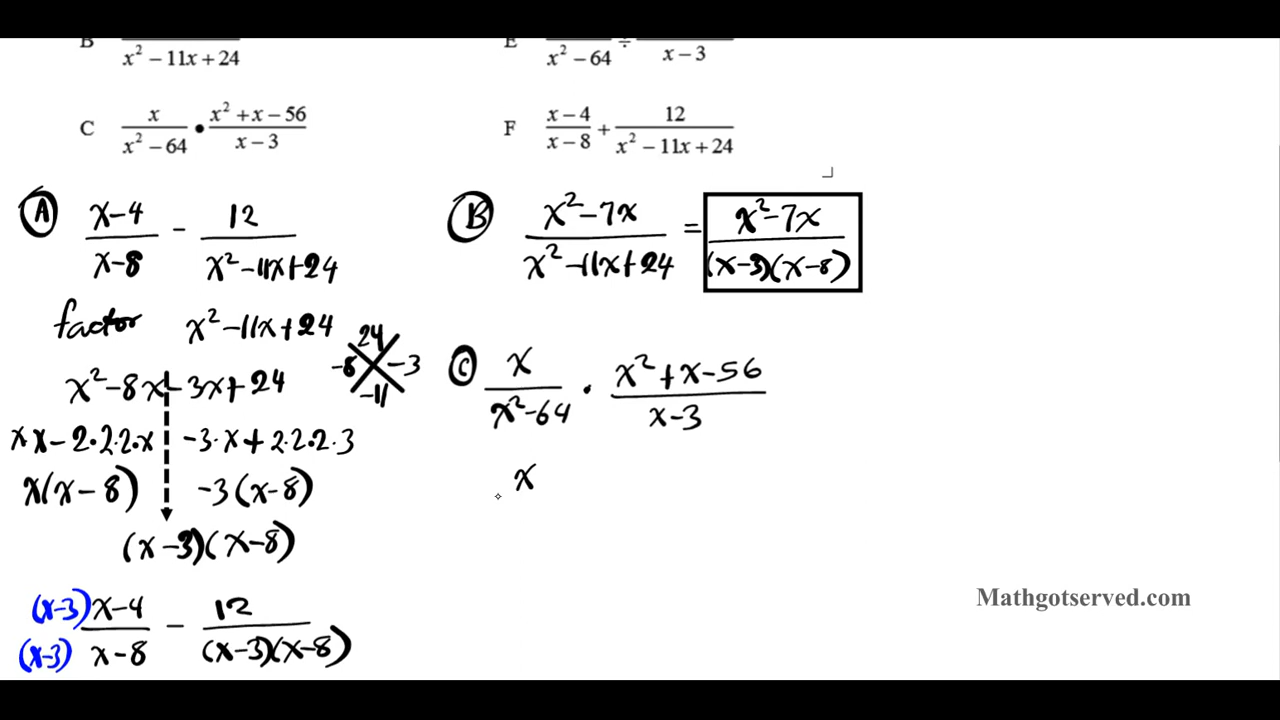 B x² − 11x + 24
E x² − 64 ÷ x − 3
C x/(x² − 64) • (x² + x − 56)/(x − 3)
F (x − 4)/(x − 8) + 12/(x² − 11x + 24)
A (x−4)/(x−8) − 12/(x²−11x+24)
factor x²−11x+24
24
-8 -3
-11
x²−8x−3x+24
x x − 2•2•2•x −3•x+2•2•2•3
x(x−8) −3(x−8)
(x−3)(x−8)
(x−3)(x−4)/(x−3)(x−8) − 12/((x−3)(x−8))
B (x²−7x)/(x²−11x+24) = (x²−7x)/((x−3)(x−8))
C x/(x²−64) • (x²+x−56)/(x−3)
x
Mathgotserved.com